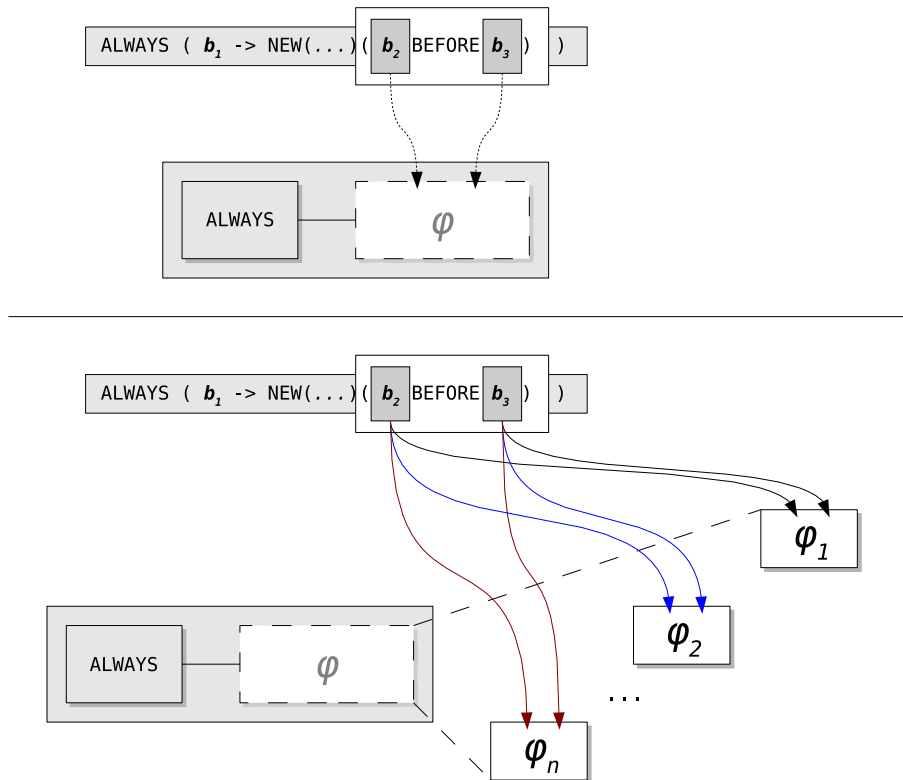 ALWAYS ( b₁ -> NEW(...)( b₂ BEFORE b₃ ) )
ALWAYS
φ
ALWAYS ( b₁ -> NEW(...)( b₂ BEFORE b₃ ) )
φ₁
φ₂
ALWAYS
φ
...
φₙ